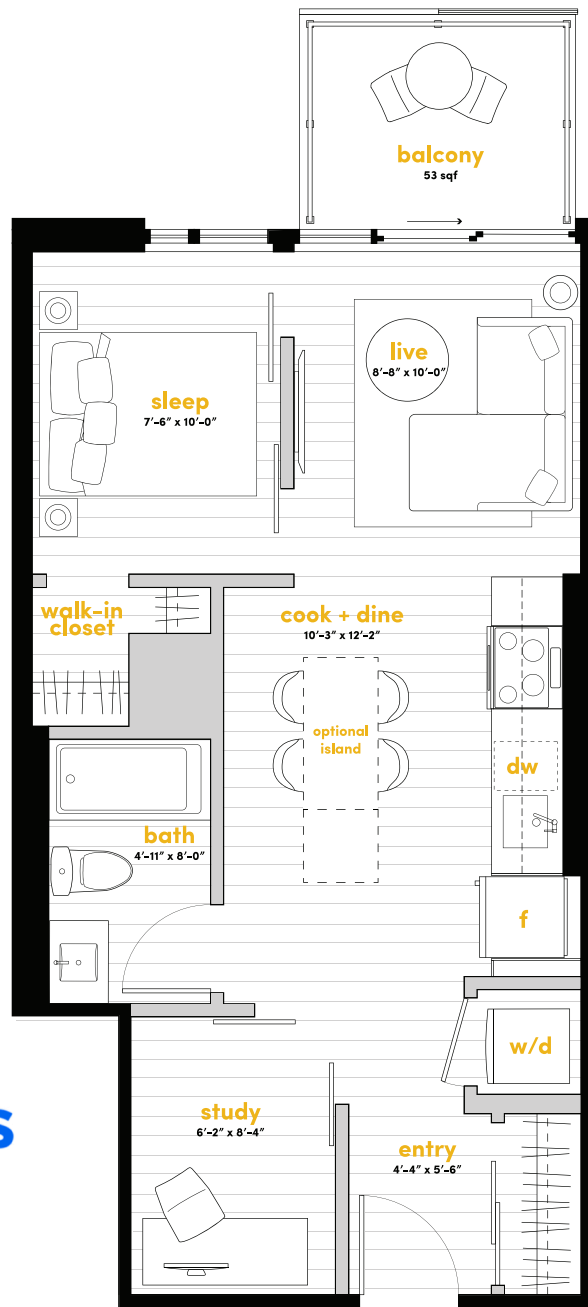 balcony
53 sqf
live
8'-8" x 10'-0"
sleep
7'-6" x 10'-0"
walk-in
closet
cook + dine
10'-3" x 12'-2"
optional
island
dw
bath
4'-11" x 8'-0"
f
w/d
study
6'-2" x 8'-4"
entry
4'-4" x 5'-6"
s